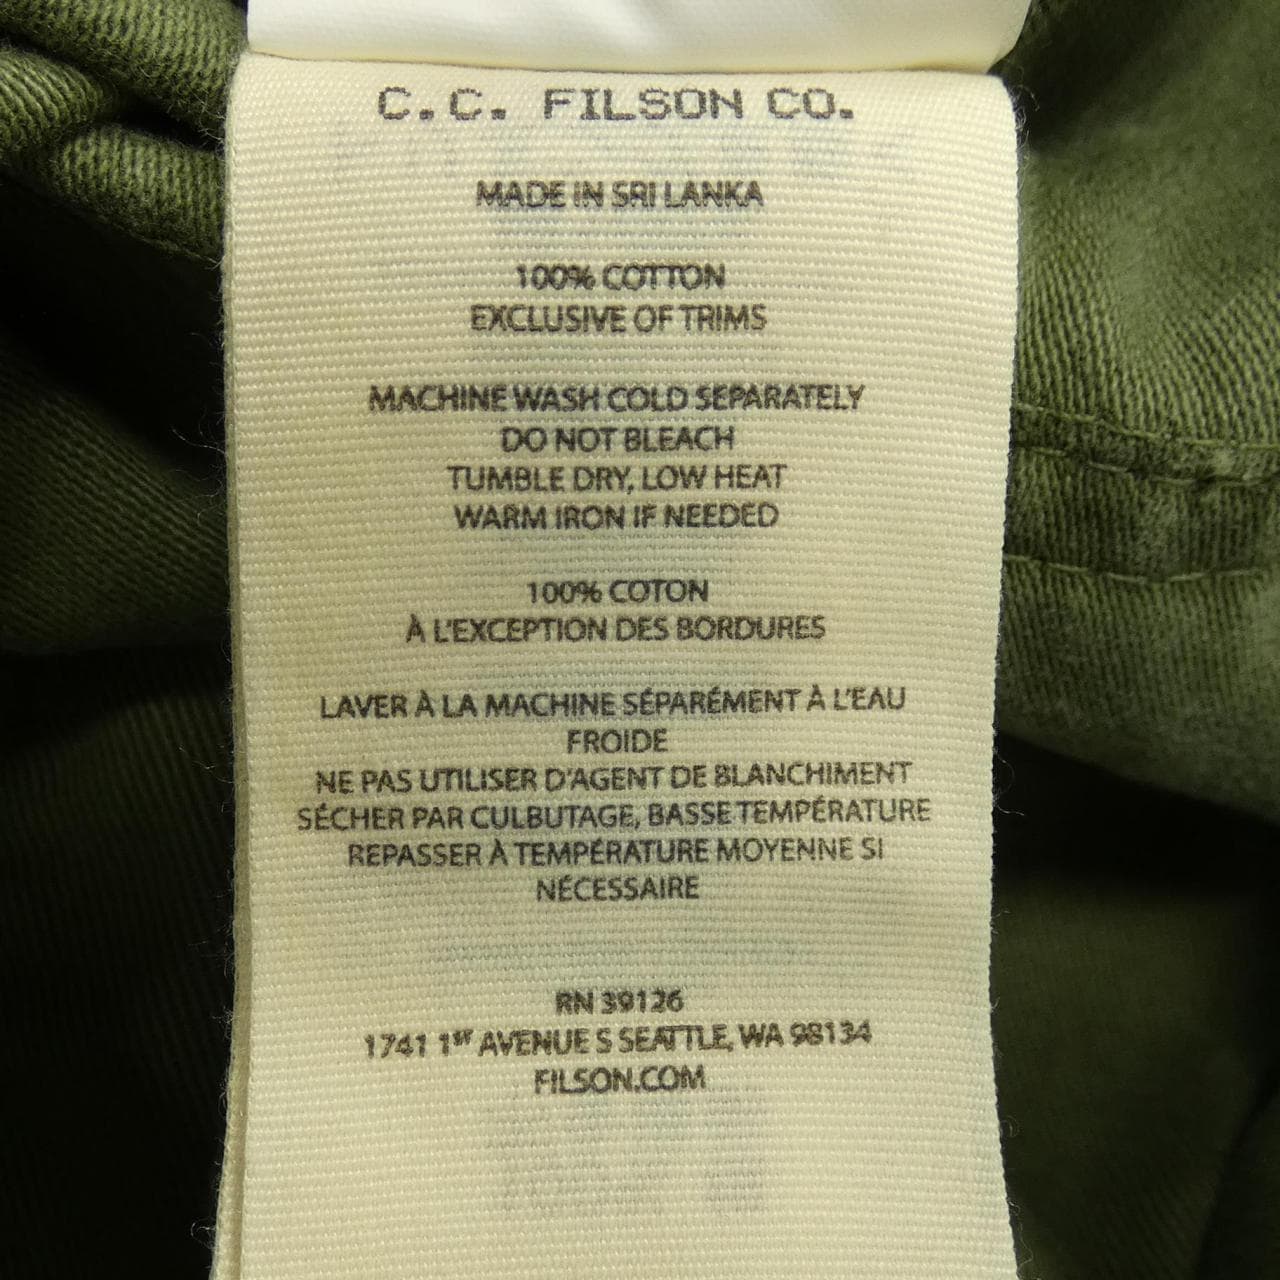 C.C. FILSON CO.
MADE IN SRI LANKA
100% COTTON
EXCLUSIVE OF TRIMS
MACHINE WASH COLD SEPARATELY
DO NOT BLEACH
TUMBLE DRY, LOW HEAT
WARM IRON IF NEEDED
100% COTON
À L'EXCEPTION DES BORDURES
LAVER À LA MACHINE SÉPARÉMENT À L'EAU
FROIDE
NE PAS UTILISER D'AGENT DE BLANCHIMENT
SÉCHER PAR CULBUTAGE, BASSE TEMPÉRATURE
REPASSER À TEMPÉRATURE MOYENNE SI
NÉCESSAIRE
RN 39126
1741 1ST AVENUE S SEATTLE, WA 98134
FILSON.COM